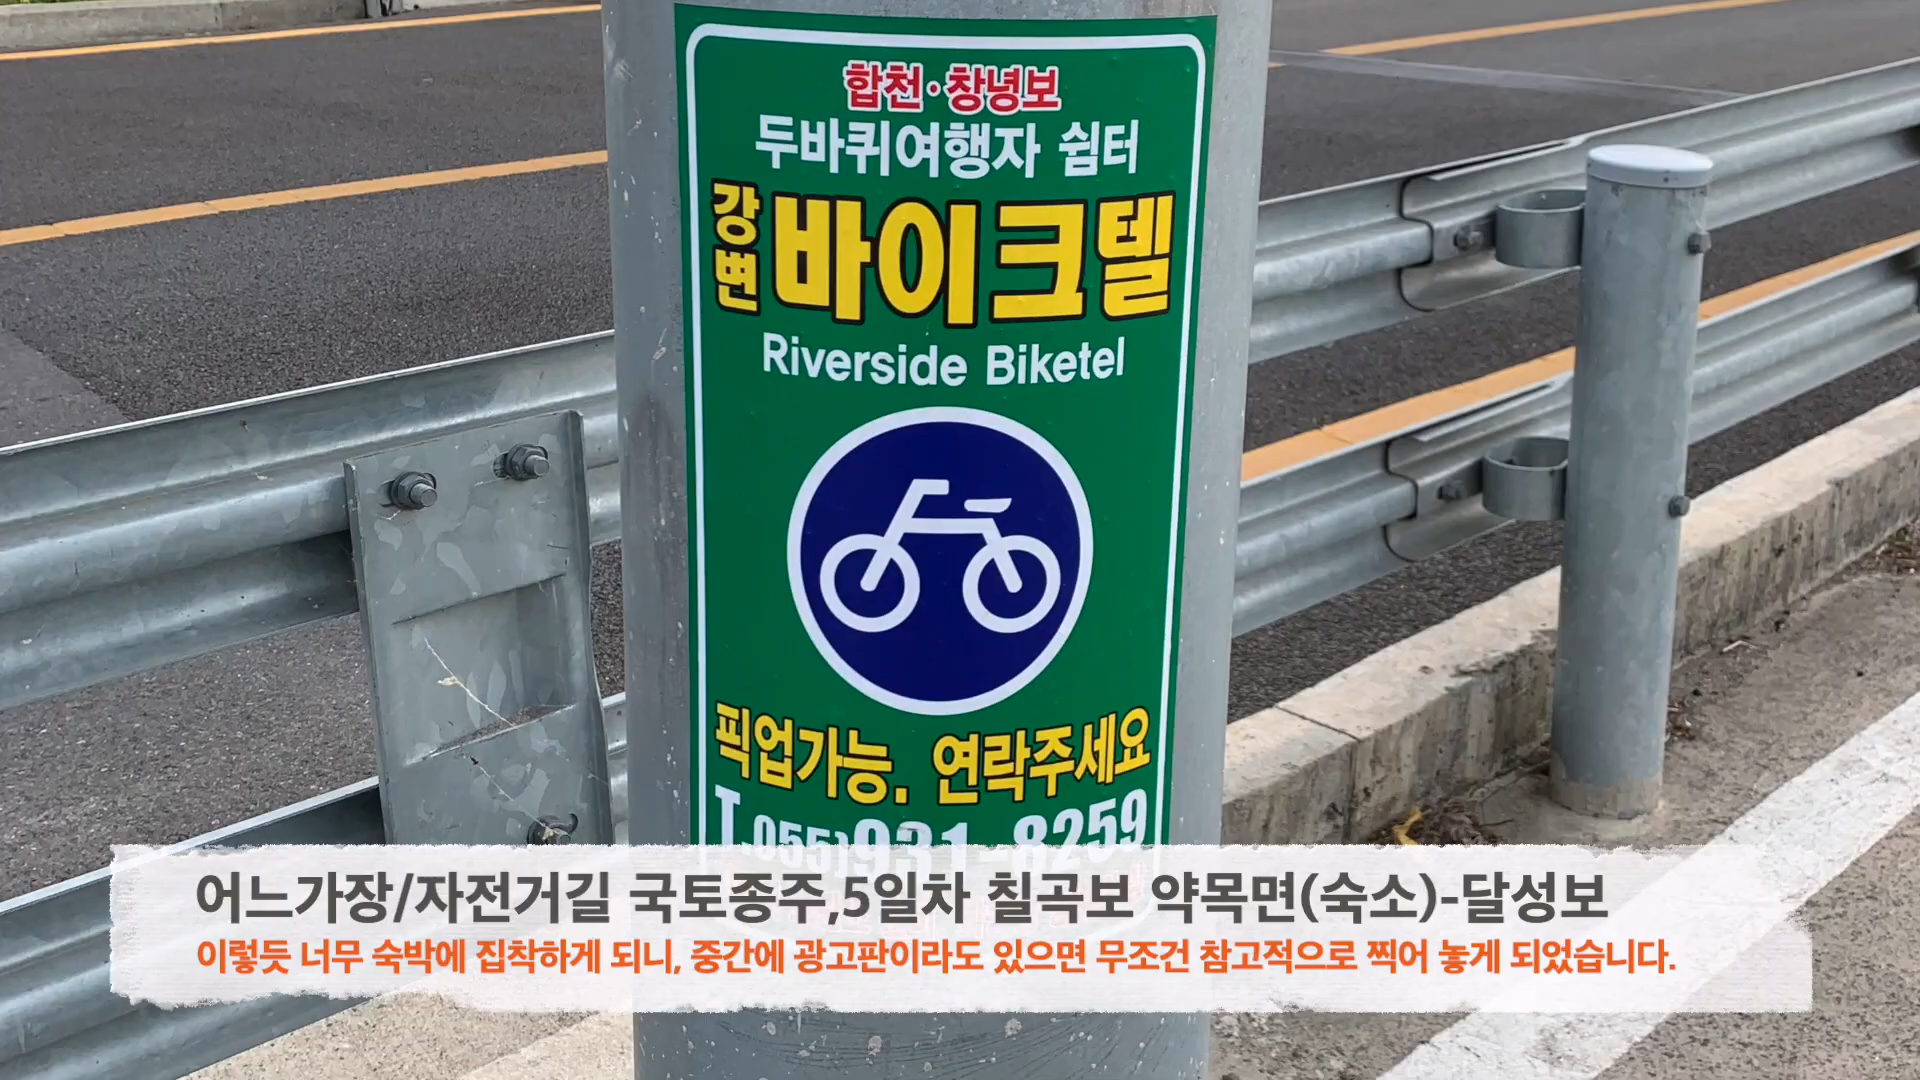 합천·창녕보
두바퀴여행자 쉼터
강변 바이크텔
Riverside Biketel
픽업가능. 연락주세요
T.055)931-8259
어느가장/자전거길 국토종주,5일차 칠곡보 약목면(숙소)-달성보
이렇듯 너무 숙박에 집착하게 되니, 중간에 광고판이라도 있으면 무조건 참고적으로 찍어 놓게 되었습니다.